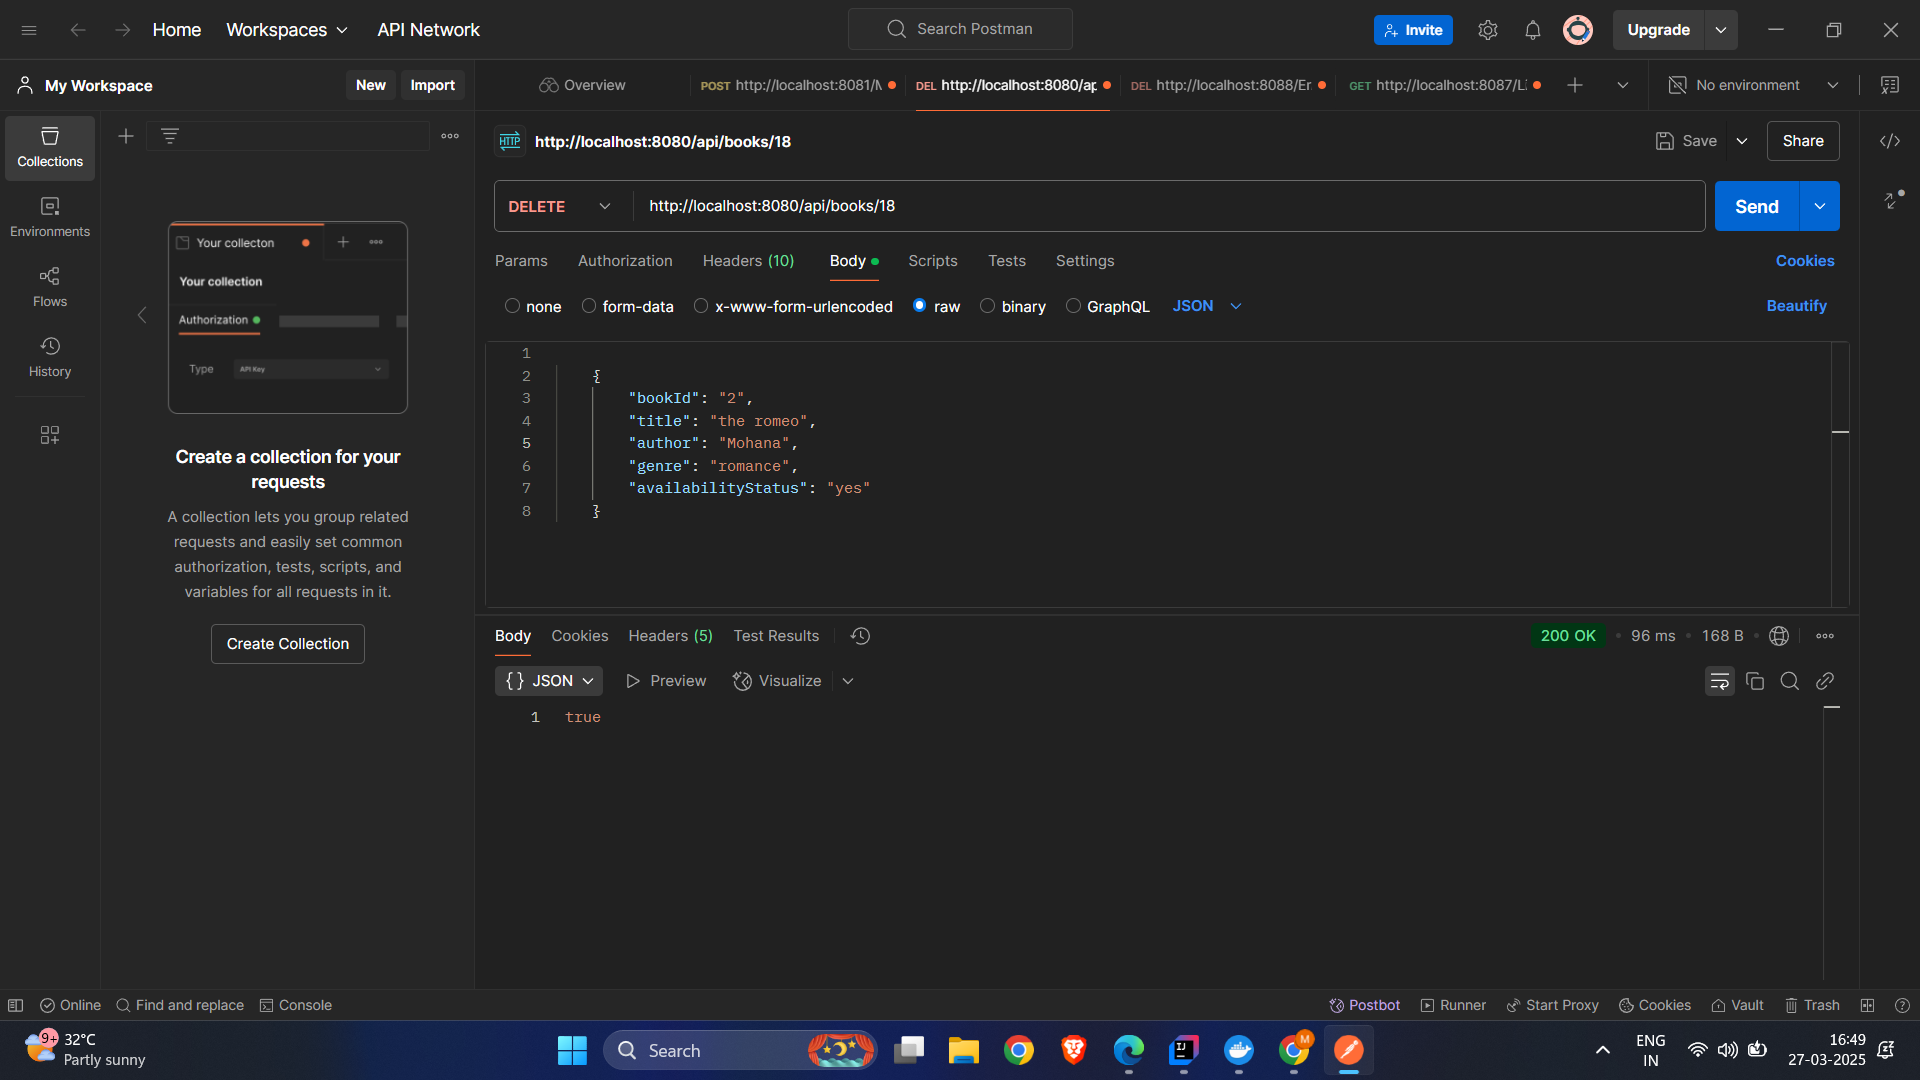 Home
Workspaces
API Network
Search Postman
Invite
Upgrade
My Workspace
New
Import
Overview
POST http://localhost:8081/M
DEL http://localhost:8080/ap
DEL http://localhost:8088/Er
GET http://localhost:8087/Li
No environment
Collections
Environments
Flows
History
Your collecton
Your collection
Authorization
Type
API Key
Create a collection for your
requests
A collection lets you group related
requests and easily set common
authorization, tests, scripts, and
variables for all requests in it.
Create Collection
HTTP http://localhost:8080/api/books/18
Save
Share
DELETE
http://localhost:8080/api/books/18
Send
Params
Authorization
Headers (10)
Body
Scripts
Tests
Settings
Cookies
none
form-data
x-www-form-urlencoded
raw
binary
GraphQL
JSON
Beautify
1
2 {
3 "bookId": "2",
4 "title": "the romeo",
5 "author": "Mohana",
6 "genre": "romance",
7 "availabilityStatus": "yes"
8 }
Body
Cookies
Headers (5)
Test Results
200 OK
96 ms
168 B
{} JSON
Preview
Visualize
1 true
Online
Find and replace
Console
Postbot
Runner
Start Proxy
Cookies
Vault
Trash
9+
32°C
Partly sunny
Search
IJ
M
ENG
IN
16:49
27-03-2025